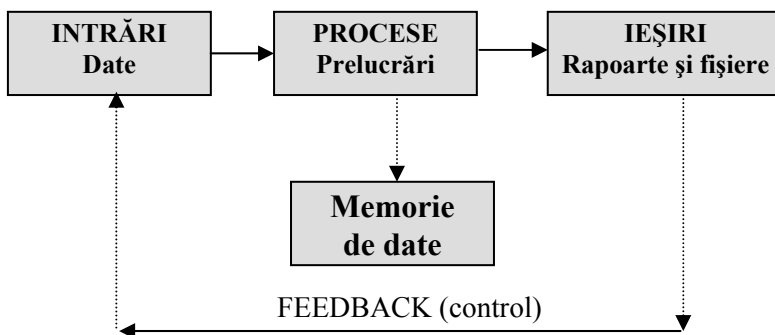 INTRĂRI
Date
PROCESE
Prelucrări
IEŞIRI
Rapoarte şi fişiere
Memorie
de date
FEEDBACK (control)